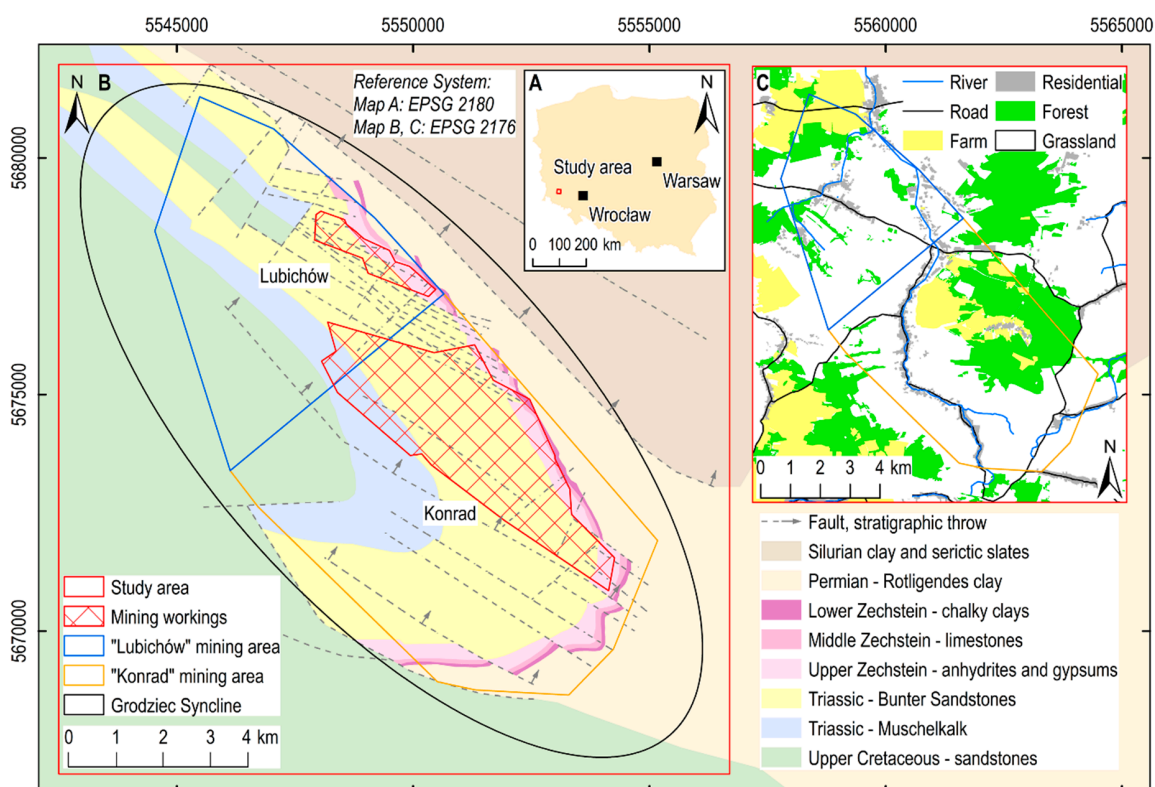 5545000 5550000 5555000 5560000 5565000
5680000
5675000
5670000
N B
Reference System:
Map A: EPSG 2180
Map B, C: EPSG 2176
Lubichów
Konrad
Study area
Mining workings
"Lubichów" mining area
"Konrad" mining area
Grodziec Syncline
0 1 2 3 4 km
A N
Study area
Warsaw
Wrocław
0 100 200 km
C
River Residential
Road Forest
Farm Grassland
0 1 2 3 4 km
N
Fault, stratigraphic throw
Silurian clay and serictic slates
Permian - Rotligendes clay
Lower Zechstein - chalky clays
Middle Zechstein - limestones
Upper Zechstein - anhydrites and gypsums
Triassic - Bunter Sandstones
Triassic - Muschelkalk
Upper Cretaceous - sandstones